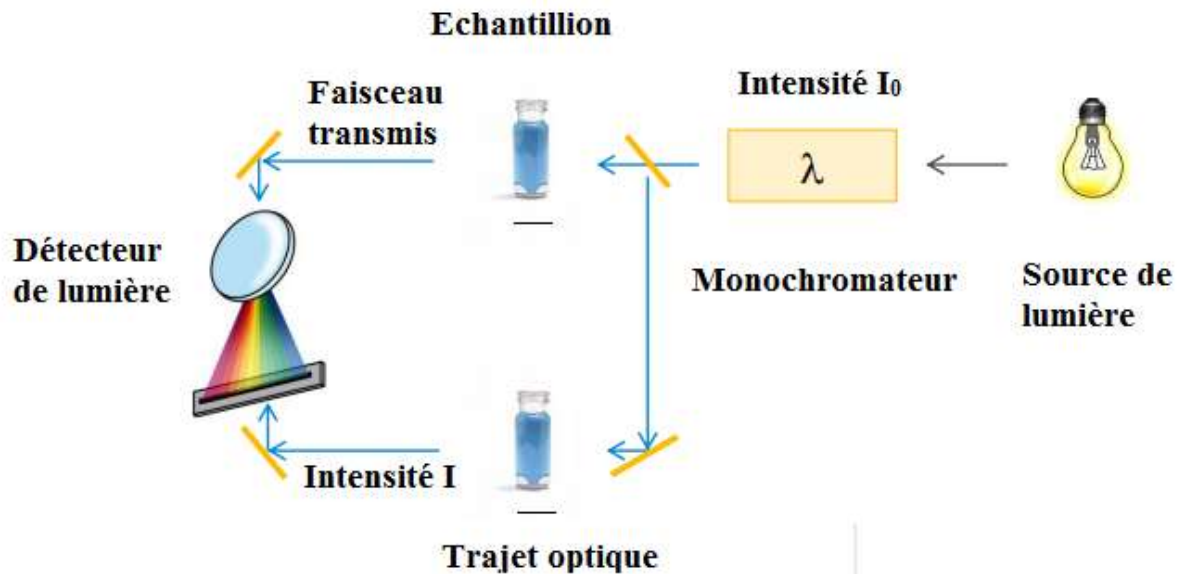 Echantillion
Intensité I₀
Faisceau
transmis
λ
Détecteur
de lumière
Monochromateur
Source de
lumière
Intensité I
Trajet optique